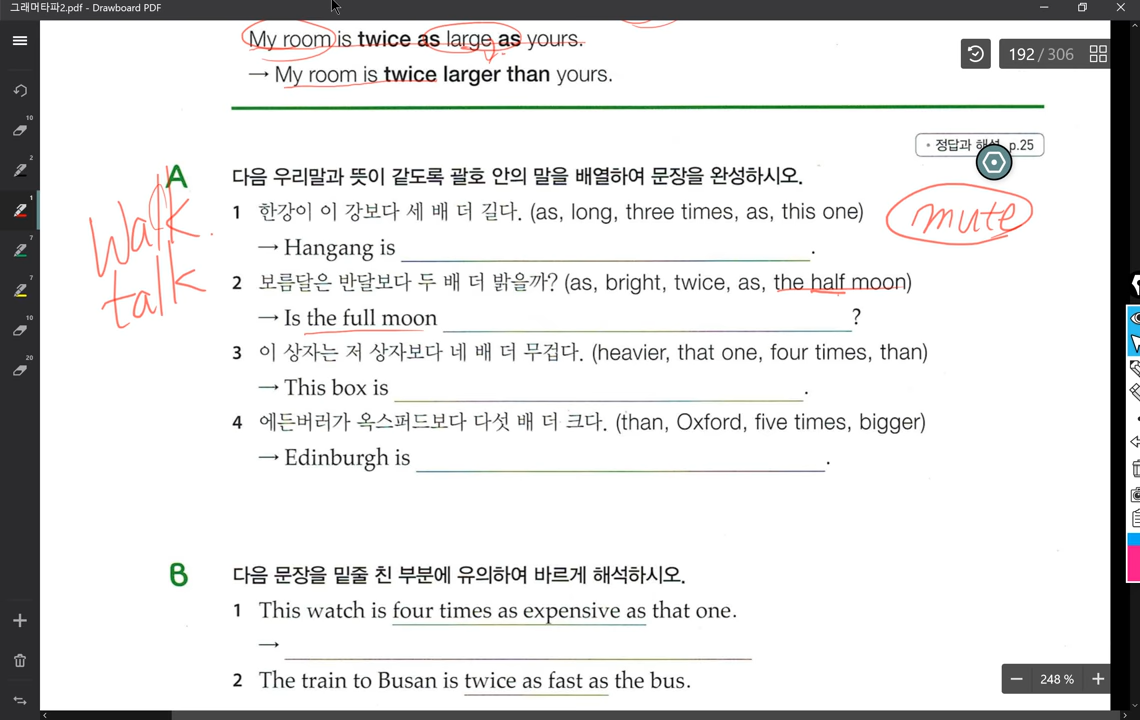 그래머타파2.pdf - Drawboard PDF
My room is twice as large as yours.
→ My room is twice larger than yours.
192 / 306
• 정답과 해설 p.25
A 다음 우리말과 뜻이 같도록 괄호 안의 말을 배열하여 문장을 완성하시오.
1 한강이 이 강보다 세 배 더 길다. (as, long, three times, as, this one)
mute
→ Hangang is .
walk
talk
2 보름달은 반달보다 두 배 더 밝을까? (as, bright, twice, as, the half moon)
→ Is the full moon ?
3 이 상자는 저 상자보다 네 배 더 무겁다. (heavier, that one, four times, than)
→ This box is .
4 에든버러가 옥스퍼드보다 다섯 배 더 크다. (than, Oxford, five times, bigger)
→ Edinburgh is .
B 다음 문장을 밑줄 친 부분에 유의하여 바르게 해석하시오.
1 This watch is four times as expensive as that one.
→
2 The train to Busan is twice as fast as the bus.
248 %
10
2
1
7
7
10
20